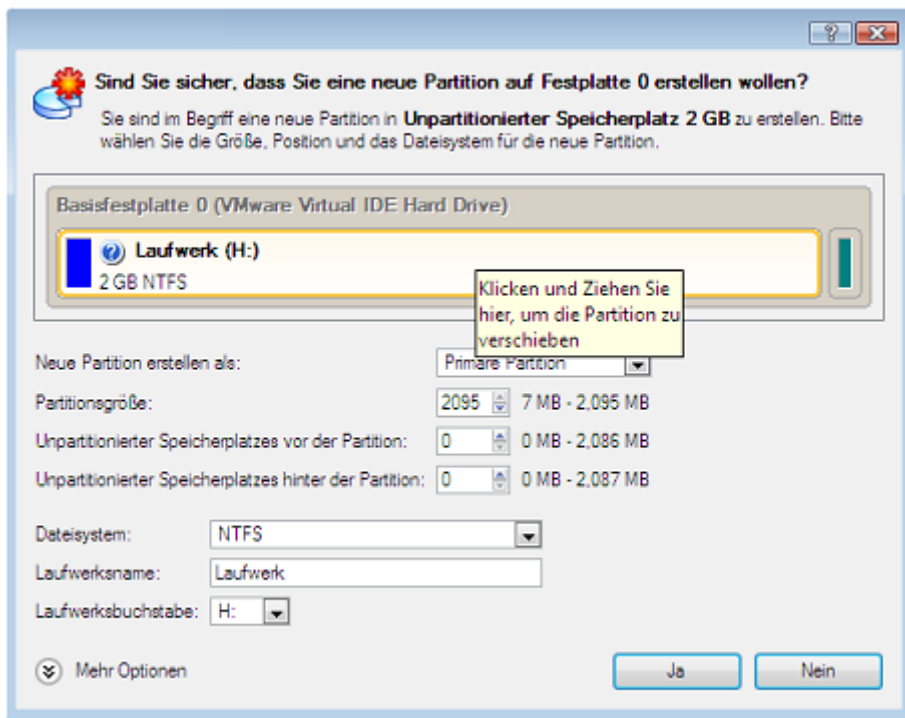 Sind Sie sicher, dass Sie eine neue Partition auf Festplatte 0 erstellen wollen?
Sie sind im Begriff eine neue Partition in Unpartitionierter Speicherplatz 2 GB zu erstellen. Bitte
wählen Sie die Größe, Position und das Dateisystem für die neue Partition.
Basisfestplatte 0 (VMware Virtual IDE Hard Drive)
Laufwerk (H:)
2 GB NTFS
Klicken und Ziehen Sie
hier, um die Partition zu
verschieben
Neue Partition erstellen als: Primäre Partition
Partitionsgröße: 2095 7 MB - 2,095 MB
Unpartitionierter Speicherplatzes vor der Partition: 0 0 MB - 2,086 MB
Unpartitionierter Speicherplatzes hinter der Partition: 0 0 MB - 2,087 MB
Dateisystem: NTFS
Laufwerksname: Laufwerk
Laufwerksbuchstabe: H:
Mehr Optionen Ja Nein